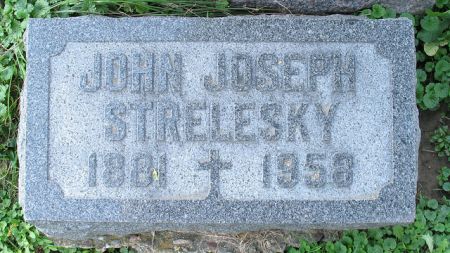 JOHN JOSEPH
STRELESKY
1881 ✝ 1958